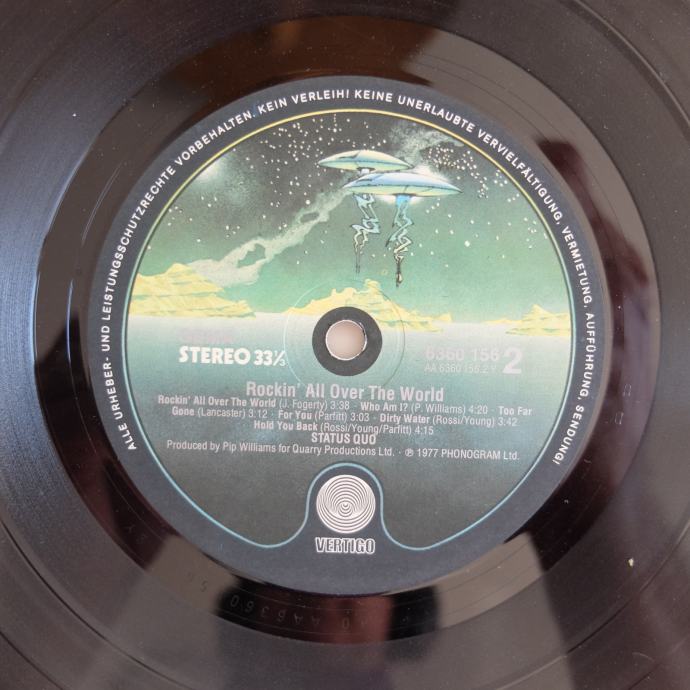 ALLE URHEBER- UND LEISTUNGSSCHUTZRECHTE VORBEHALTEN. KEIN VERLEIH! KEINE UNERLAUBTE VERVIELFÄLTIGUNG, VERMIETUNG, AUFFÜHRUNG, SENDUNG!
STEREO 33⅓
6360 156 2
AA 6360 156.2 Y
Rockin' All Over The World
Rockin' All Over The World (J. Fogerty) 3:38 · Who Am I? (P. Williams) 4:20 · Too Far
Gone (Lancaster) 3:12 · For You (Parfitt) 3:03 · Dirty Water (Rossi/Young) 3:42
Hold You Back (Rossi/Young/Parfitt) 4:15
STATUS QUO
Produced by Pip Williams for Quarry Productions Ltd. · ℗ 1977 PHONOGRAM Ltd.
VERTIGO
AA6360